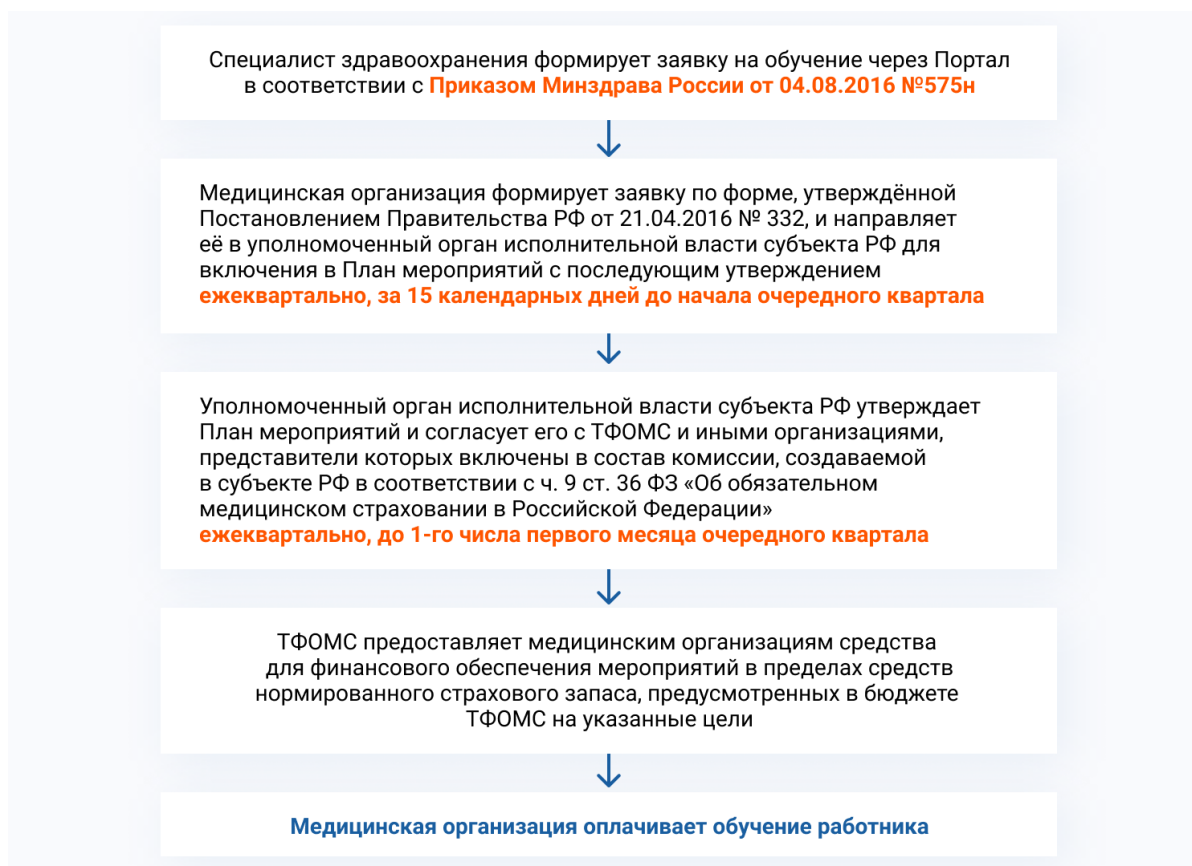 Специалист здравоохранения формирует заявку на обучение через Портал
в соответствии с Приказом Минздрава России от 04.08.2016 №575н
Медицинская организация формирует заявку по форме, утверждённой
Постановлением Правительства РФ от 21.04.2016 № 332, и направляет
её в уполномоченный орган исполнительной власти субъекта РФ для
включения в План мероприятий с последующим утверждением
ежеквартально, за 15 календарных дней до начала очередного квартала
Уполномоченный орган исполнительной власти субъекта РФ утверждает
План мероприятий и согласует его с ТФОМС и иными организациями,
представители которых включены в состав комиссии, создаваемой
в субъекте РФ в соответствии с ч. 9 ст. 36 ФЗ «Об обязательном
медицинском страховании в Российской Федерации»
ежеквартально, до 1-го числа первого месяца очередного квартала
ТФОМС предоставляет медицинским организациям средства
для финансового обеспечения мероприятий в пределах средств
нормированного страхового запаса, предусмотренных в бюджете
ТФОМС на указанные цели
Медицинская организация оплачивает обучение работника